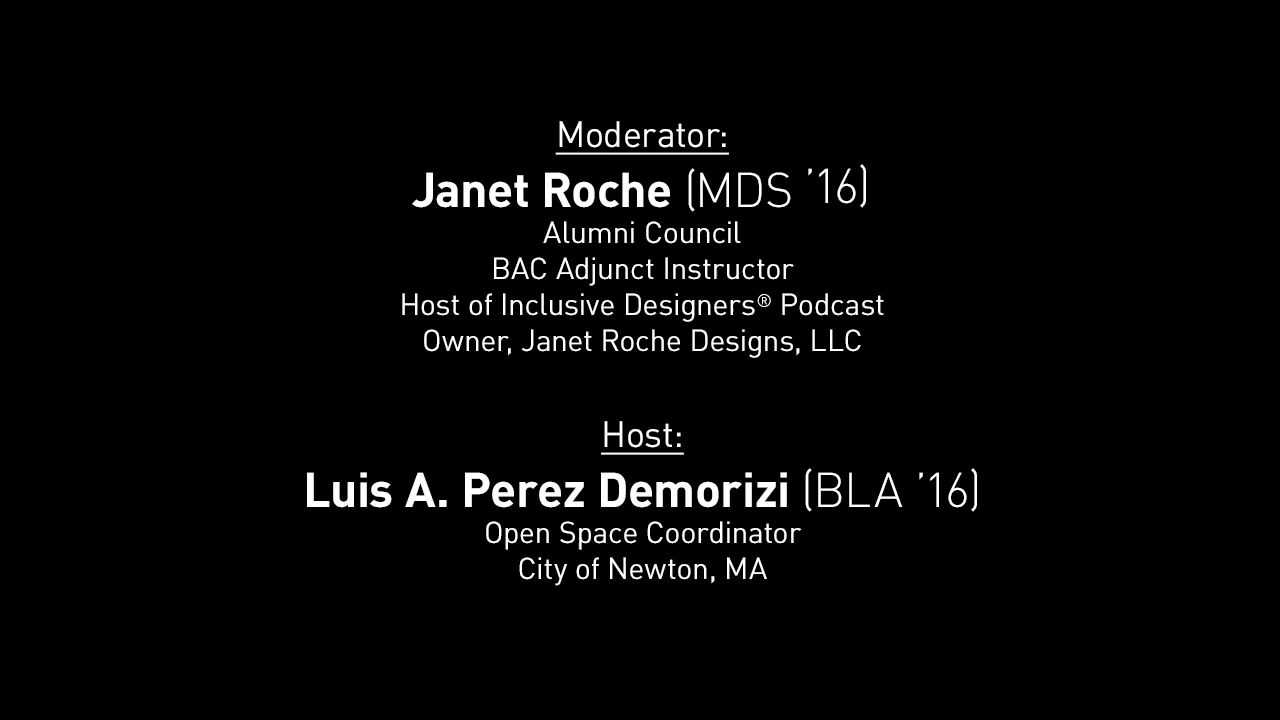 Moderator:
Janet Roche (MDS ’16)
Alumni Council
BAC Adjunct Instructor
Host of Inclusive Designers® Podcast
Owner, Janet Roche Designs, LLC
Host:
Luis A. Perez Demorizi (BLA ’16)
Open Space Coordinator
City of Newton, MA